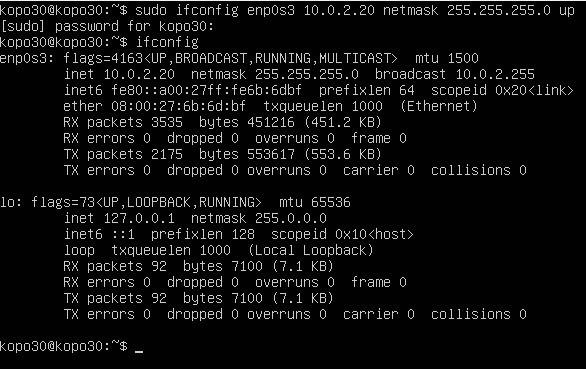 kopo30@kopo30:~$ sudo ifconfig enp0s3 10.0.2.20 netmask 255.255.255.0 up
[sudo] password for kopo30:
kopo30@kopo30:~$ ifconfig
enp0s3: flags=4163<UP,BROADCAST,RUNNING,MULTICAST>  mtu 1500
        inet 10.0.2.20  netmask 255.255.255.0  broadcast 10.0.2.255
        inet6 fe80::a00:27ff:fe6b:6dbf  prefixlen 64  scopeid 0x20<link>
        ether 08:00:27:6b:6d:bf  txqueuelen 1000  (Ethernet)
        RX packets 3535  bytes 451216 (451.2 KB)
        RX errors 0  dropped 0  overruns 0  frame 0
        TX packets 2175  bytes 553617 (553.6 KB)
        TX errors 0  dropped 0 overruns 0  carrier 0  collisions 0

lo: flags=73<UP,LOOPBACK,RUNNING>  mtu 65536
        inet 127.0.0.1  netmask 255.0.0.0
        inet6 ::1  prefixlen 128  scopeid 0x10<host>
        loop  txqueuelen 1000  (Local Loopback)
        RX packets 92  bytes 7100 (7.1 KB)
        RX errors 0  dropped 0  overruns 0  frame 0
        TX packets 92  bytes 7100 (7.1 KB)
        TX errors 0  dropped 0 overruns 0  carrier 0  collisions 0

kopo30@kopo30:~$ _